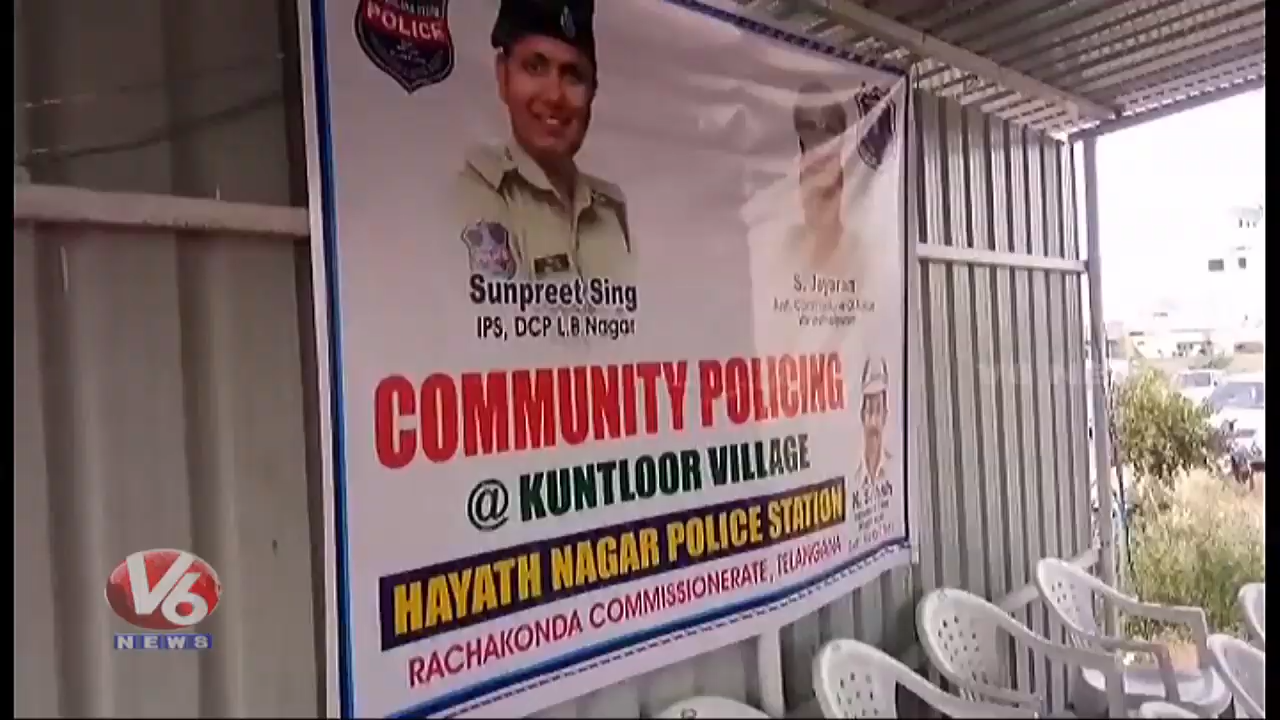 POLICE
Sunpreet Sing
IPS, DCP L.B.Nagar
S. Jayaram
COMMUNITY POLICING
@ KUNTLOOR VILLAGE
HAYATH NAGAR POLICE STATION
RACHAKONDA COMMISSIONERATE, TELANGANA
V6
NEWS